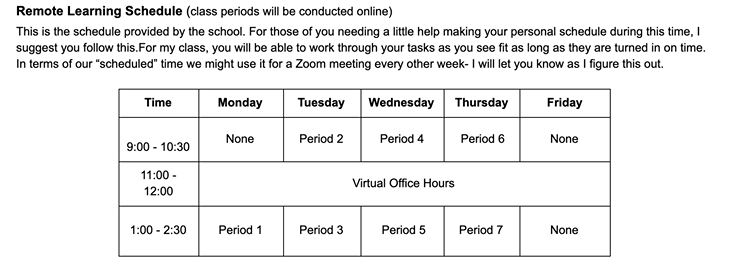 Remote Learning Schedule (class periods will be conducted online)
This is the schedule provided by the school. For those of you needing a little help making your personal schedule during this time, I
suggest you follow this.For my class, you will be able to work through your tasks as you see fit as long as they are turned in on time.
In terms of our “scheduled” time we might use it for a Zoom meeting every other week- I will let you know as I figure this out.
Time Monday Tuesday Wednesday Thursday Friday
9:00 - 10:30 None Period 2 Period 4 Period 6 None
11:00 -
12:00
Virtual Office Hours
1:00 - 2:30 Period 1 Period 3 Period 5 Period 7 None